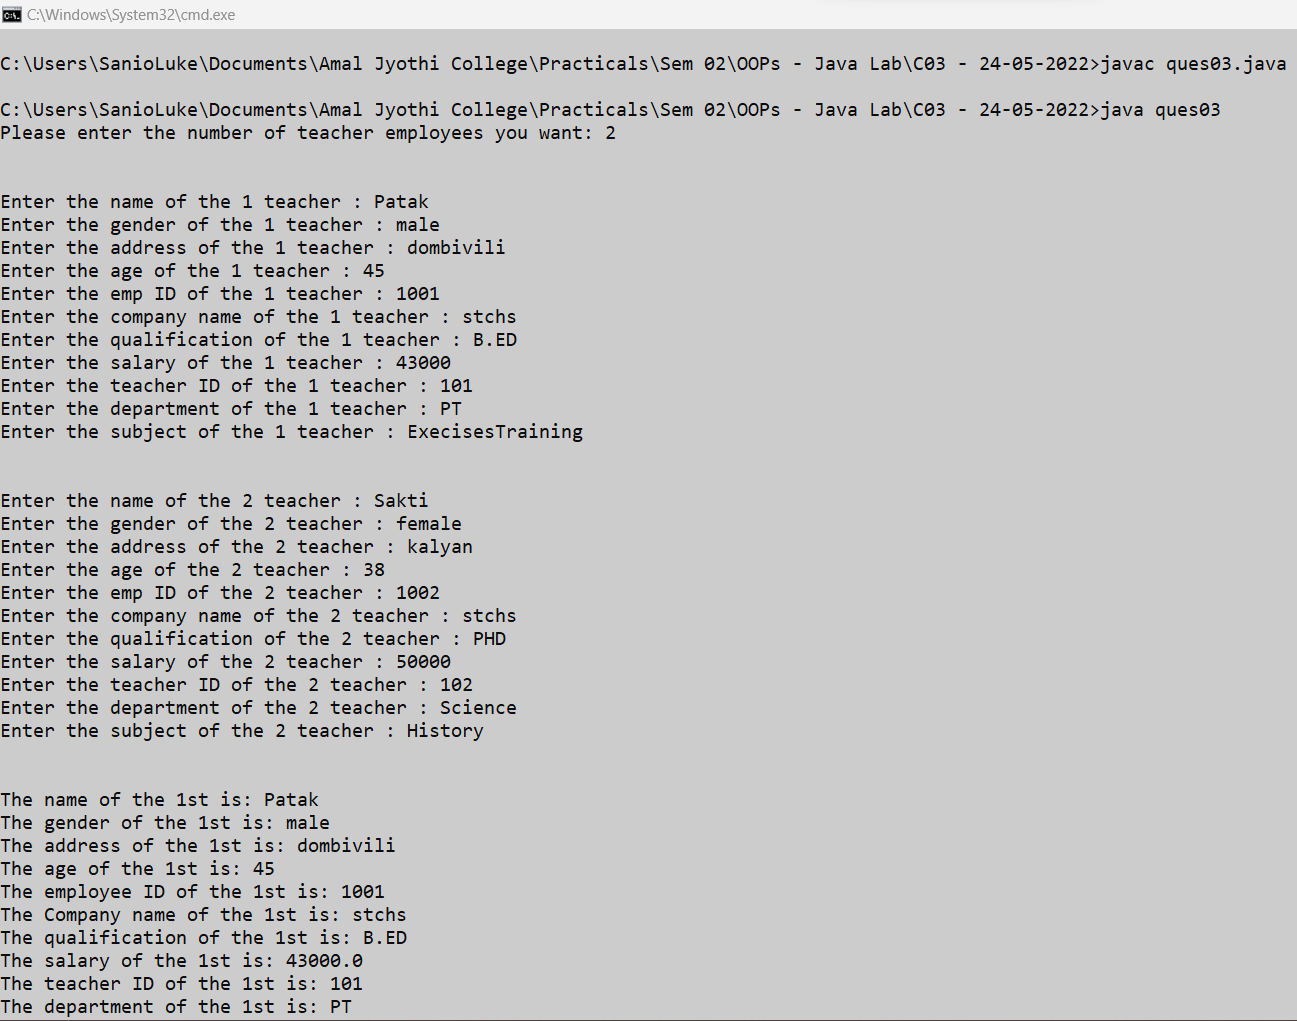 C:\Windows\System32\cmd.exe
C:\Users\SanioLuke\Documents\Amal Jyothi College\Practicals\Sem 02\OOPs - Java Lab\C03 - 24-05-2022>javac ques03.java
C:\Users\SanioLuke\Documents\Amal Jyothi College\Practicals\Sem 02\OOPs - Java Lab\C03 - 24-05-2022>java ques03
Please enter the number of teacher employees you want: 2
Enter the name of the 1 teacher : Patak
Enter the gender of the 1 teacher : male
Enter the address of the 1 teacher : dombivili
Enter the age of the 1 teacher : 45
Enter the emp ID of the 1 teacher : 1001
Enter the company name of the 1 teacher : stchs
Enter the qualification of the 1 teacher : B.ED
Enter the salary of the 1 teacher : 43000
Enter the teacher ID of the 1 teacher : 101
Enter the department of the 1 teacher : PT
Enter the subject of the 1 teacher : ExecisesTraining
Enter the name of the 2 teacher : Sakti
Enter the gender of the 2 teacher : female
Enter the address of the 2 teacher : kalyan
Enter the age of the 2 teacher : 38
Enter the emp ID of the 2 teacher : 1002
Enter the company name of the 2 teacher : stchs
Enter the qualification of the 2 teacher : PHD
Enter the salary of the 2 teacher : 50000
Enter the teacher ID of the 2 teacher : 102
Enter the department of the 2 teacher : Science
Enter the subject of the 2 teacher : History
The name of the 1st is: Patak
The gender of the 1st is: male
The address of the 1st is: dombivili
The age of the 1st is: 45
The employee ID of the 1st is: 1001
The Company name of the 1st is: stchs
The qualification of the 1st is: B.ED
The salary of the 1st is: 43000.0
The teacher ID of the 1st is: 101
The department of the 1st is: PT